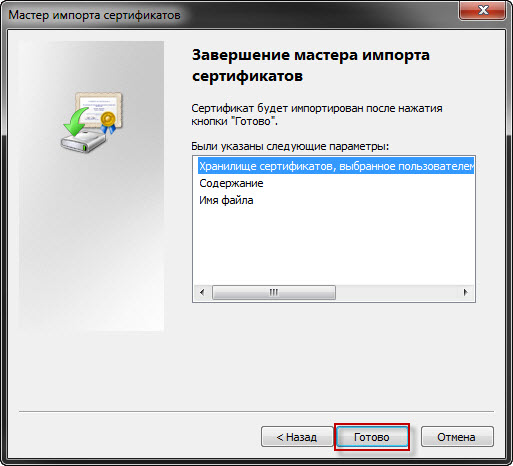 Мастер импорта сертификатов
Завершение мастера импорта
сертификатов
Сертификат будет импортирован после нажатия
кнопки "Готово".
Были указаны следующие параметры:
Хранилище сертификатов, выбранное пользователем
Содержание
Имя файла
< Назад
Готово
Отмена